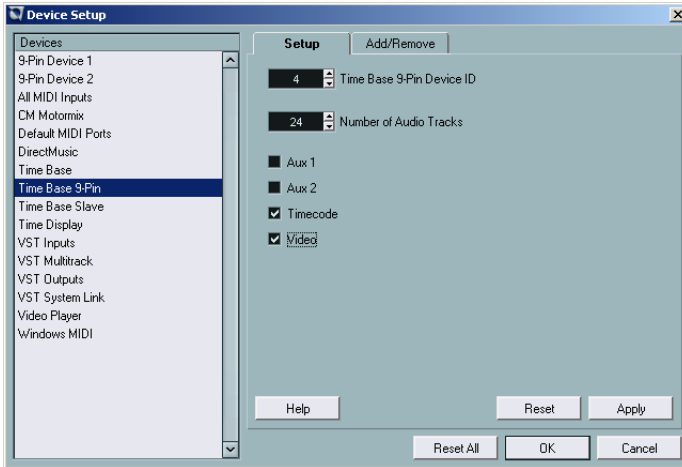 Device Setup
Devices
9-Pin Device 1
9-Pin Device 2
All MIDI Inputs
CM Motormix
Default MIDI Ports
DirectMusic
Time Base
Time Base 9-Pin
Time Base Slave
Time Display
VST Inputs
VST Multitrack
VST Outputs
VST System Link
Video Player
Windows MIDI
Setup
Add/Remove
4 Time Base 9-Pin Device ID
24 Number of Audio Tracks
Aux 1
Aux 2
Timecode
Video
Help
Reset
Apply
Reset All
OK
Cancel